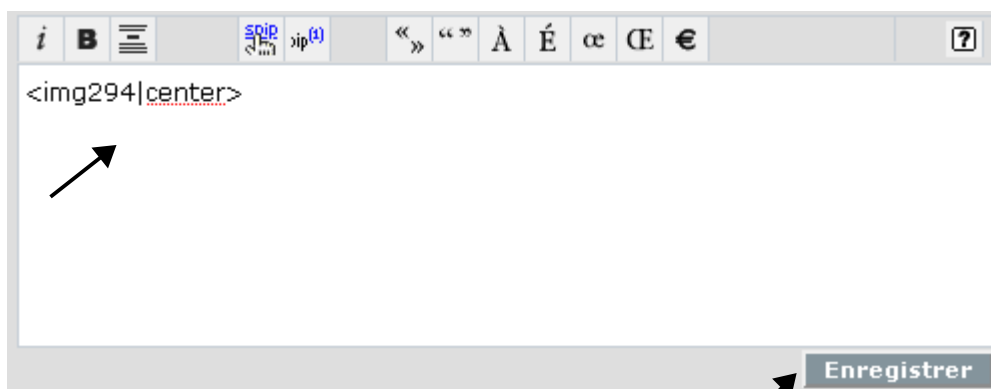 i B spip ip(1) « » “ ” À É œ Œ € ?
<img294|center>
Enregistrer